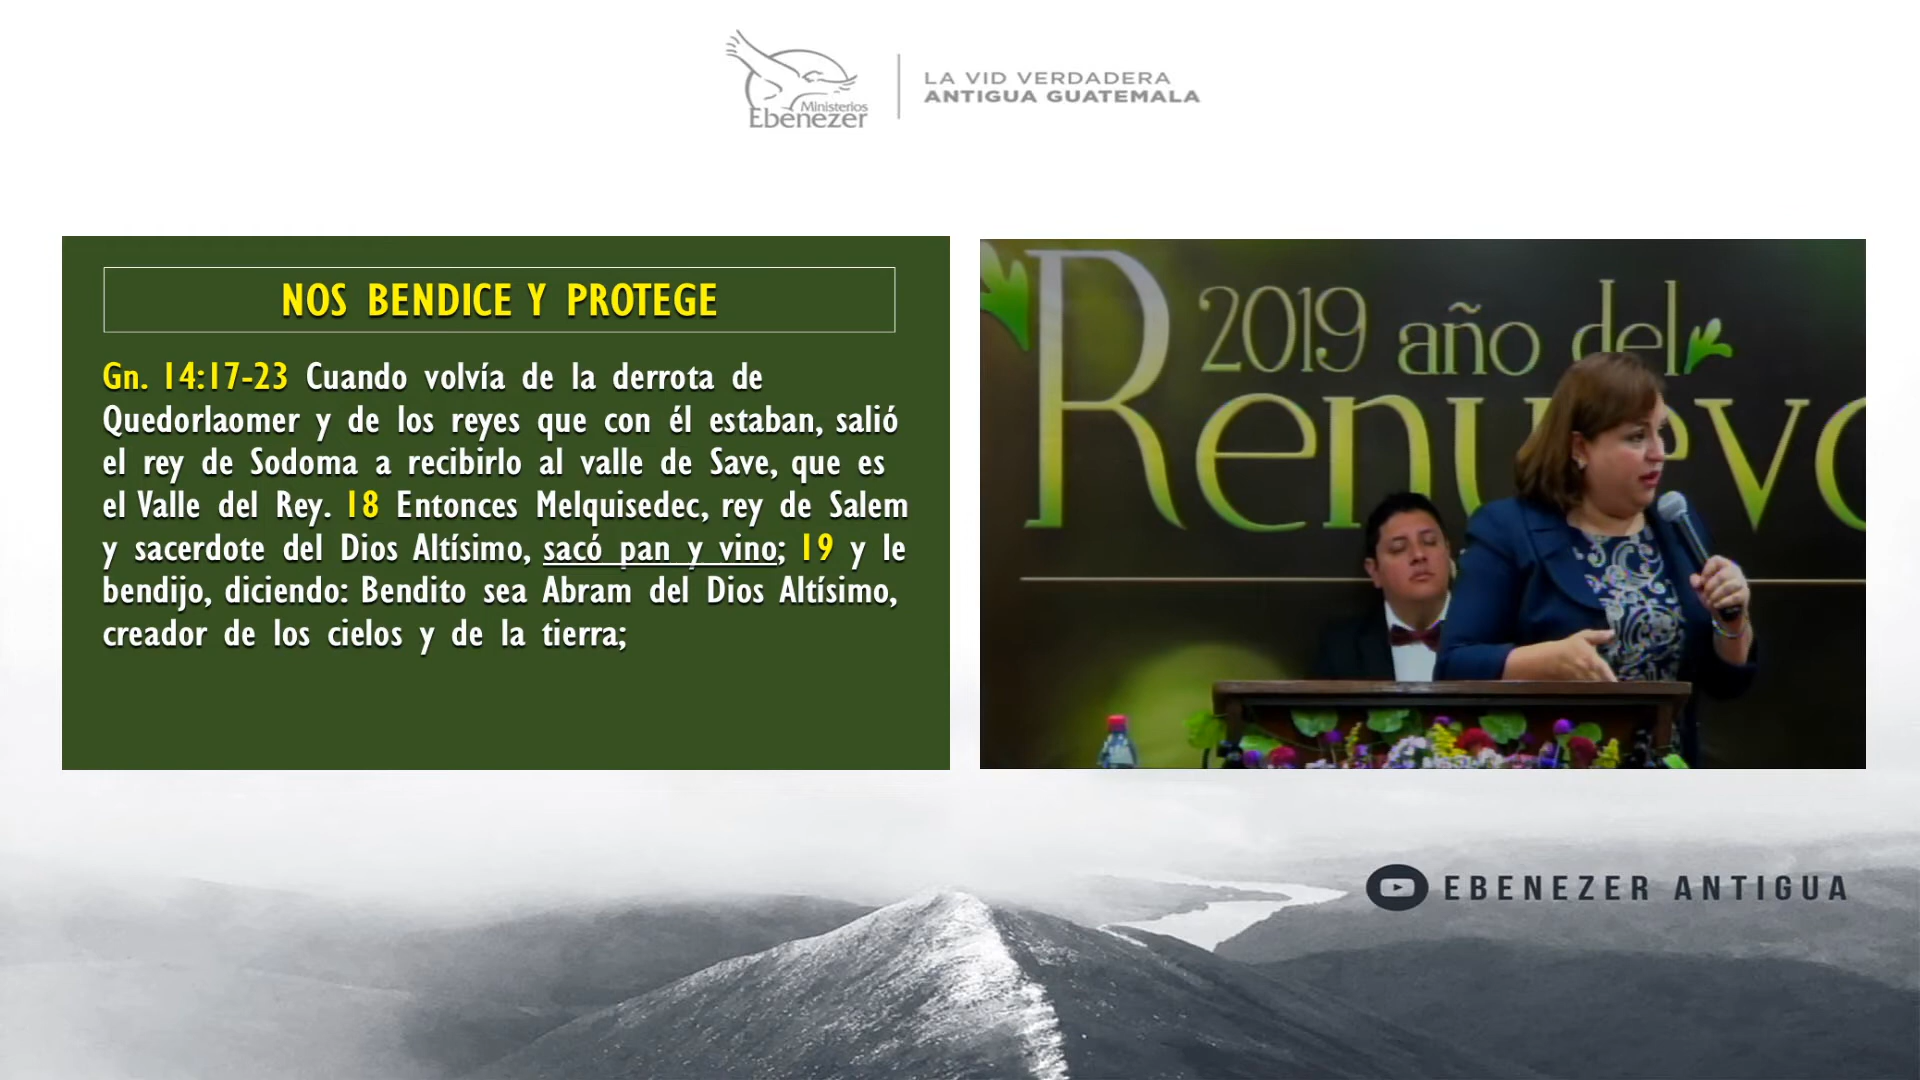 Ministerios
Ebenezer
LA VID VERDADERA
ANTIGUA GUATEMALA
NOS BENDICE Y PROTEGE
Gn. 14:17-23 Cuando volvía de la derrota de
Quedorlaomer y de los reyes que con él estaban, salió
el rey de Sodoma a recibirlo al valle de Save, que es
el Valle del Rey. 18 Entonces Melquisedec, rey de Salem
y sacerdote del Dios Altísimo, sacó pan y vino; 19 y le
bendijo, diciendo: Bendito sea Abram del Dios Altísimo,
creador de los cielos y de la tierra;
2019 año del
Renuevo
EBENEZER ANTIGUA